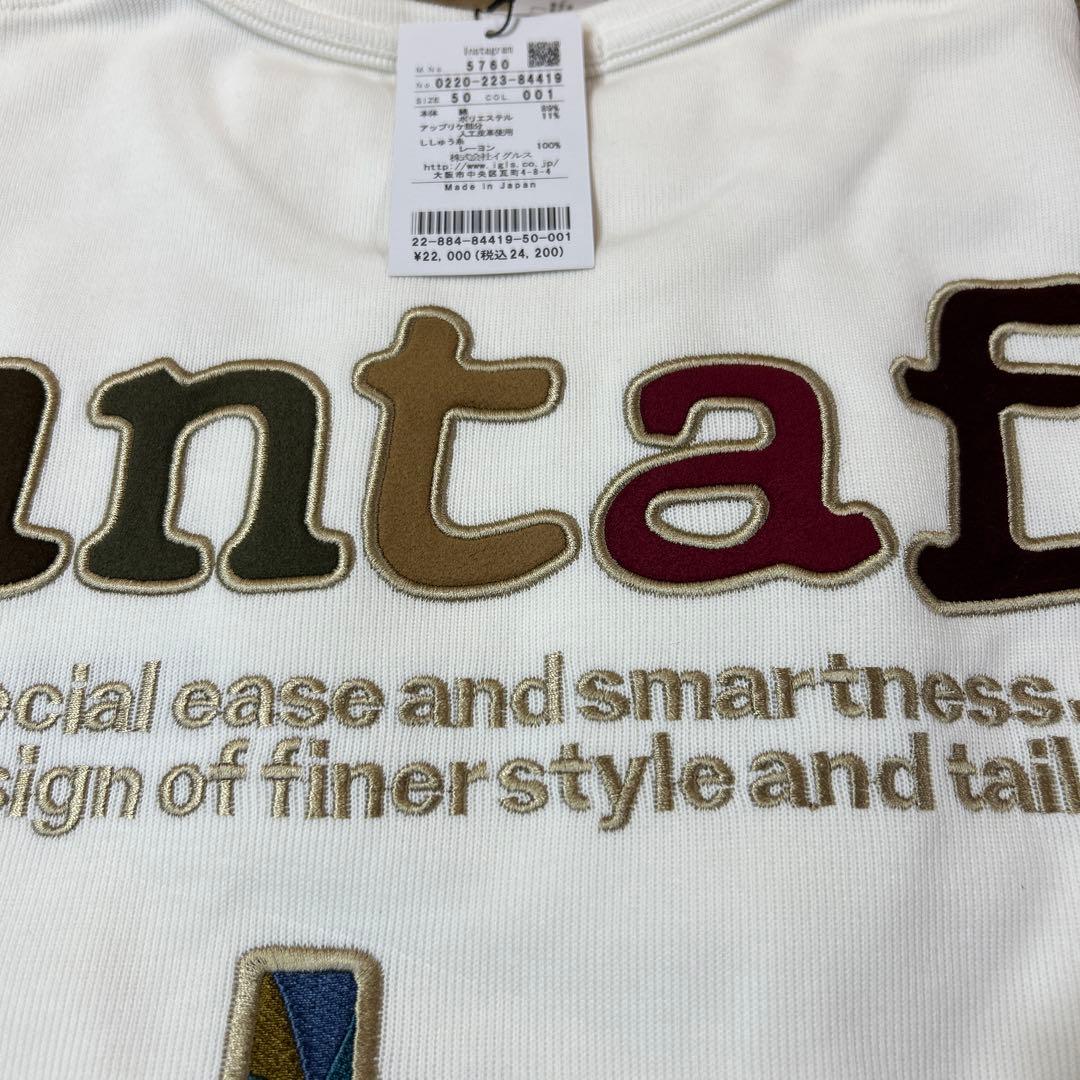 Instagram
M.No 5760
No 0220-223-84419
SIZE 50 COL 001
本体 綿 89%
ポリエステル 11%
アップリケ部分
人工皮革使用
ししゅう糸
レーヨン 100%
株式会社イグルス
http://www.igls.co.jp/
大阪市中央区瓦町4-8-4
Made in Japan
22-884-84419-50-001
¥22,000(税込24,200)
antaF
ecial ease and smartness.
sign of finer style and tail